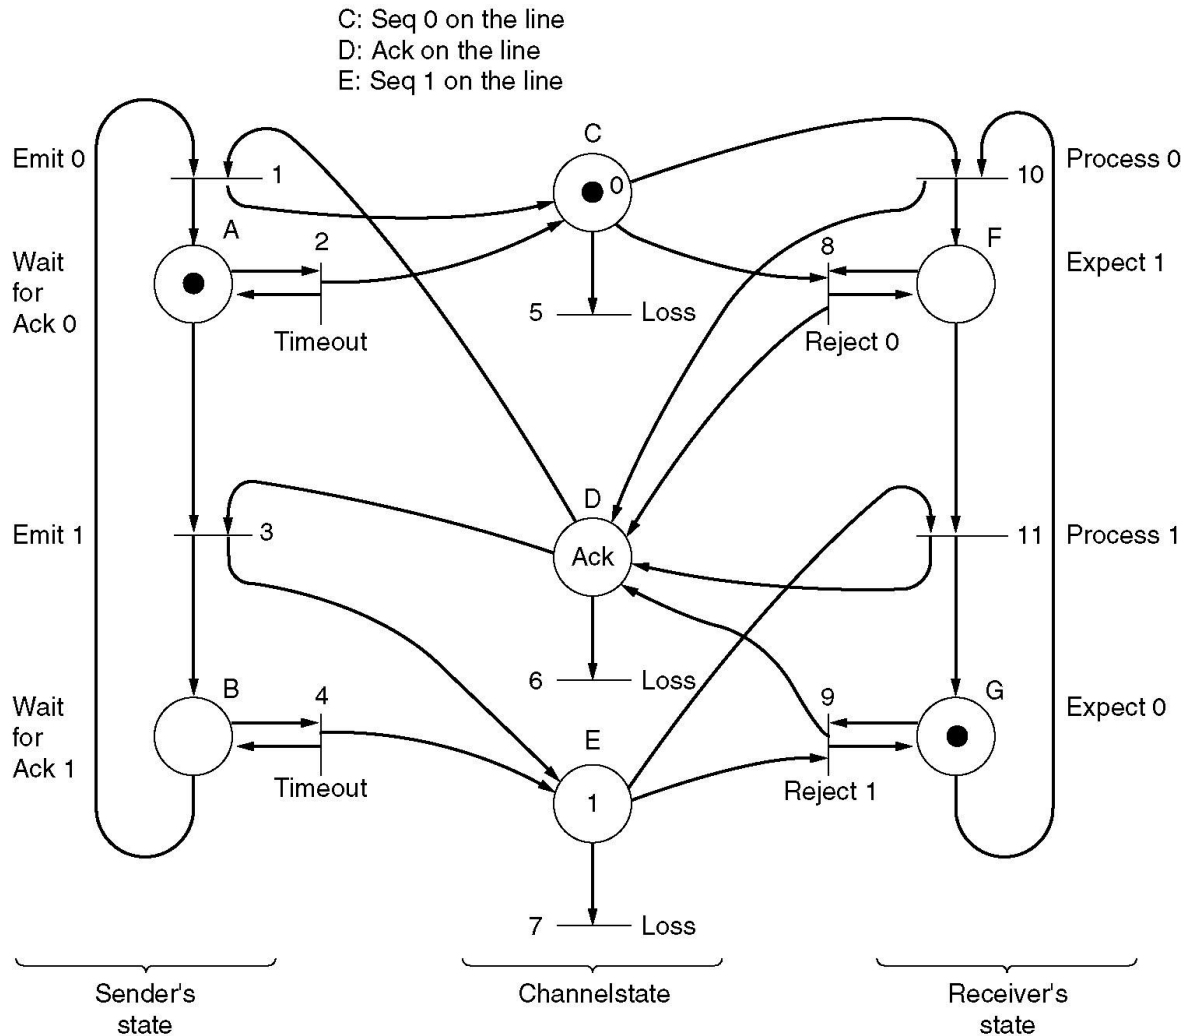 C: Seq 0 on the line
D: Ack on the line
E: Seq 1 on the line
C
Emit 0
1
0
10
Process 0
A
2
8
F
Wait
for
Ack 0
Expect 1
5
Loss
Timeout
Reject 0
D
Emit 1
3
Ack
11
Process 1
6
Loss
B
4
9
G
Wait
for
Ack 1
Expect 0
E
Timeout
1
Reject 1
7
Loss
Sender's
state
Channelstate
Receiver's
state